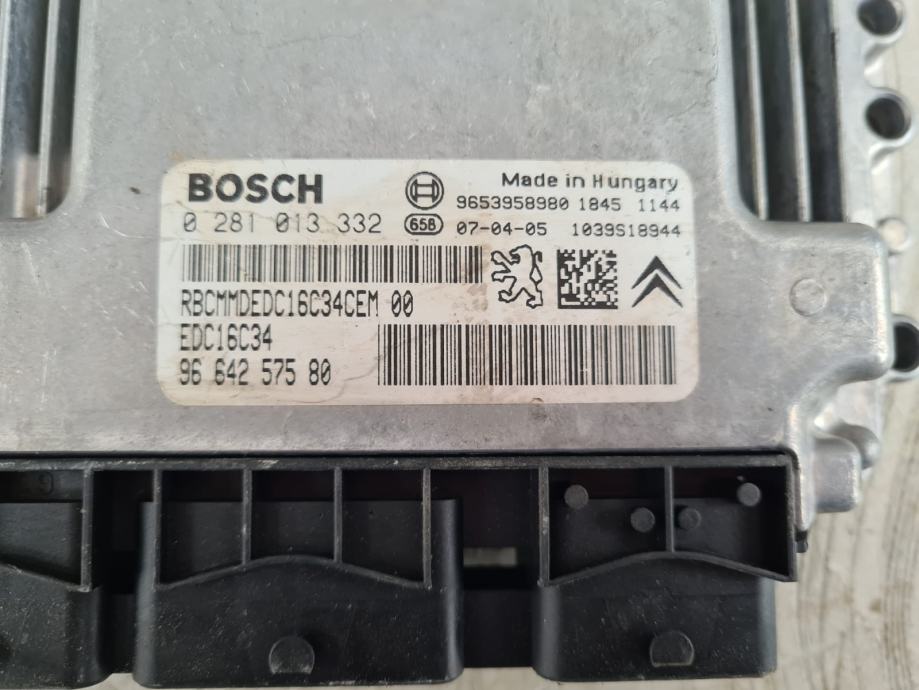 BOSCH
Made in Hungary
9653958980 1845 1144
0 281 013 332
658
07-04-05 1039S18944
RBCMMDEDC16C34CEM 00
EDC16C34
96 642 575 80